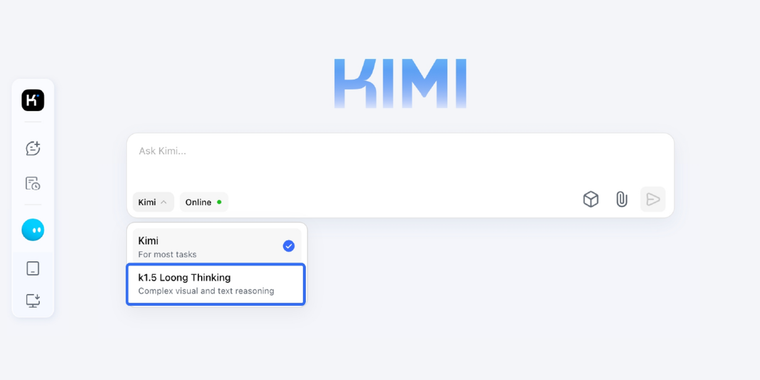 KIMI
Ask Kimi...
Kimi
Online
Kimi
For most tasks
k1.5 Loong Thinking
Complex visual and text reasoning